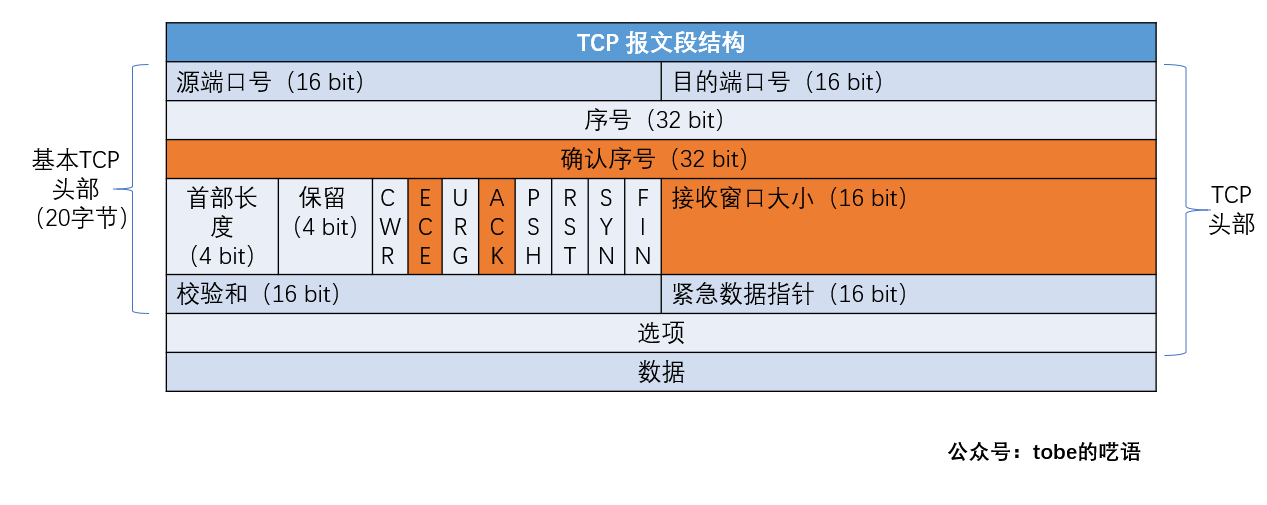 TCP 报文段结构
源端口号（16 bit） 目的端口号（16 bit）
序号（32 bit）
确认序号（32 bit）
基本TCP
头部
（20字节）
首部长
度
（4 bit）
保留
（4 bit）
CWR
ECE
URG
ACK
PSH
RST
SYN
FIN
接收窗口大小（16 bit）
TCP
头部
校验和（16 bit） 紧急数据指针（16 bit）
选项
数据
公众号：tobe的呓语